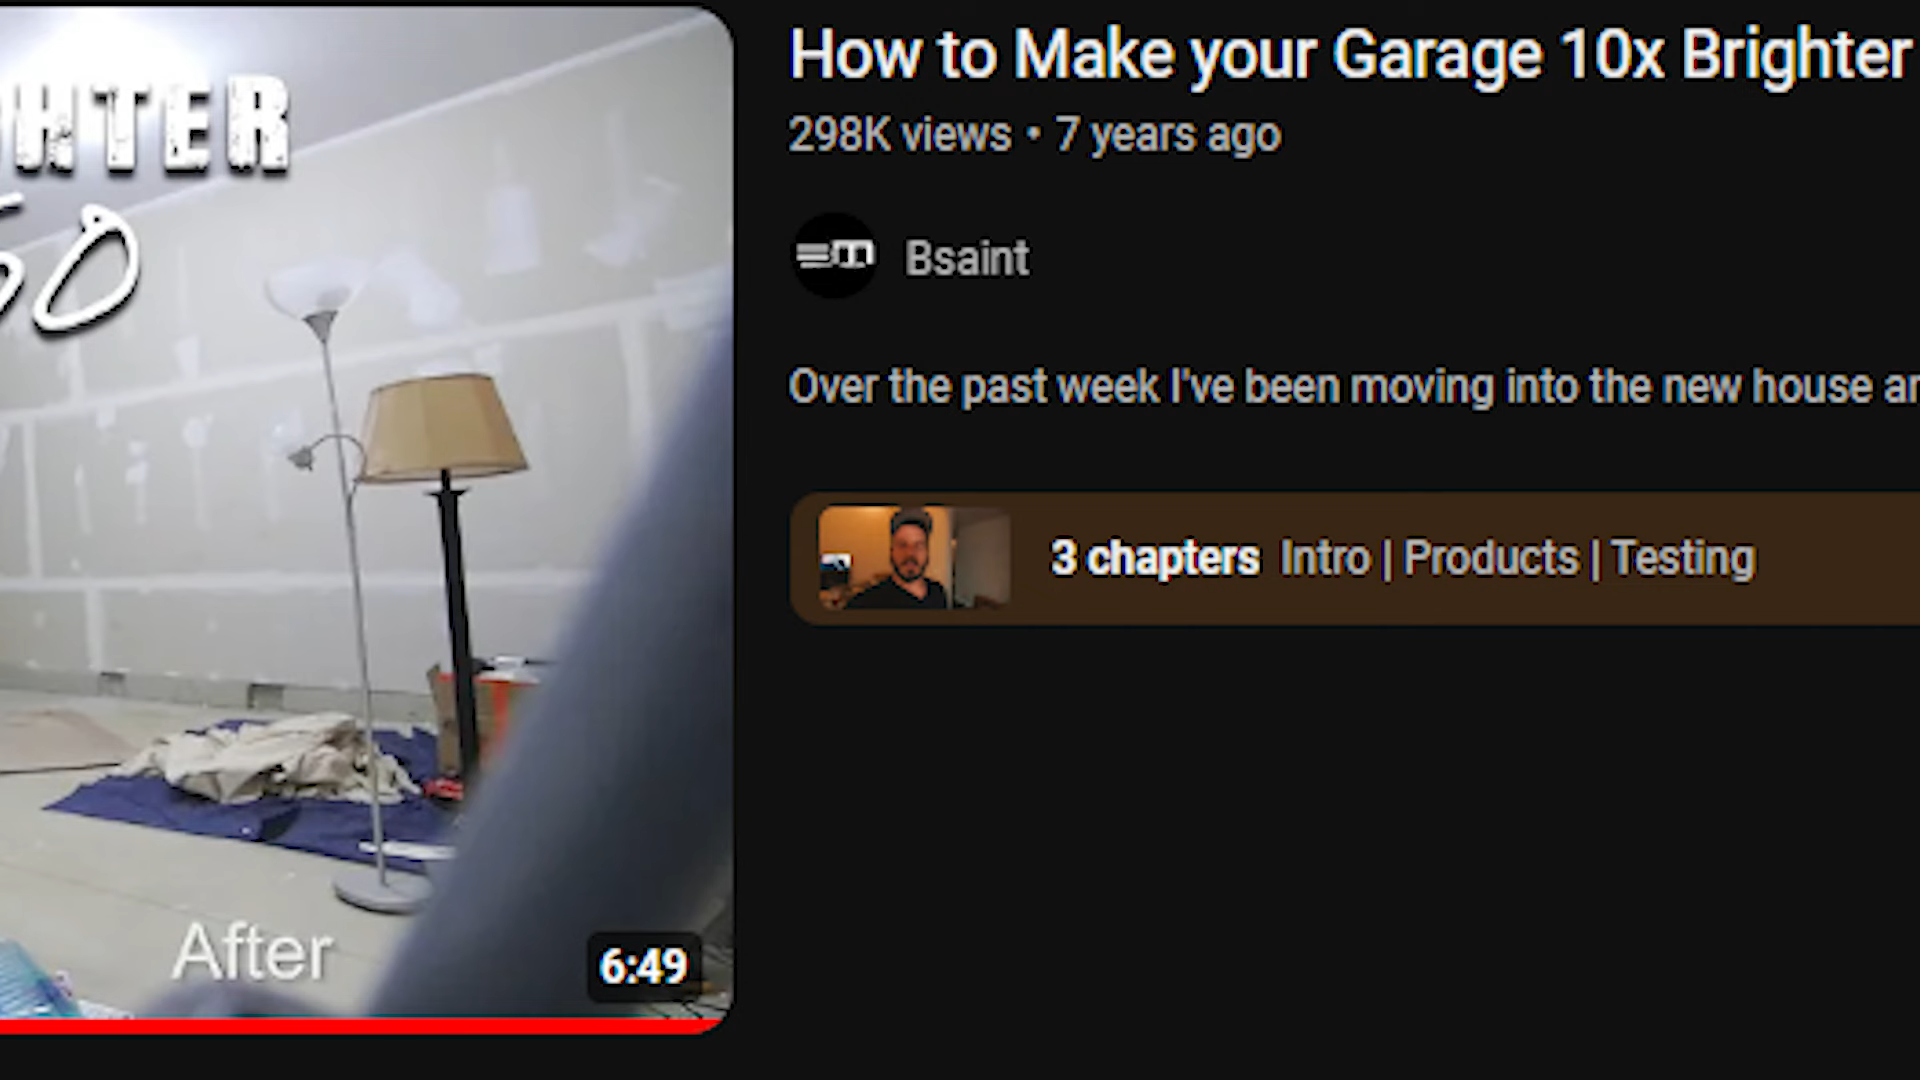 HTER
50
After
6:49
How to Make your Garage 10x Brighter
298K views • 7 years ago
Bsaint
Over the past week I've been moving into the new house
3 chapters Intro | Products | Testing